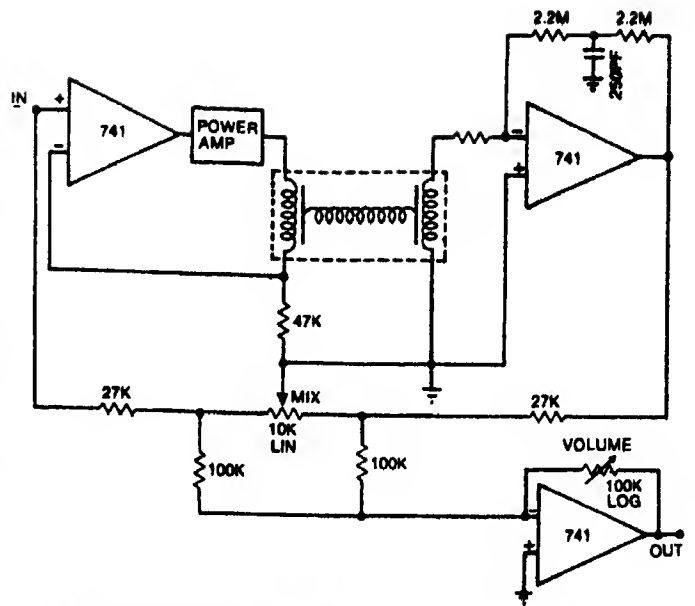 2.2M
2.2M
250PF
IN
+
-
741
POWER
AMP
-
+
741
47K
27K
MIX
10K
LIN
27K
100K
100K
VOLUME
100K
LOG
-
+
741
OUT